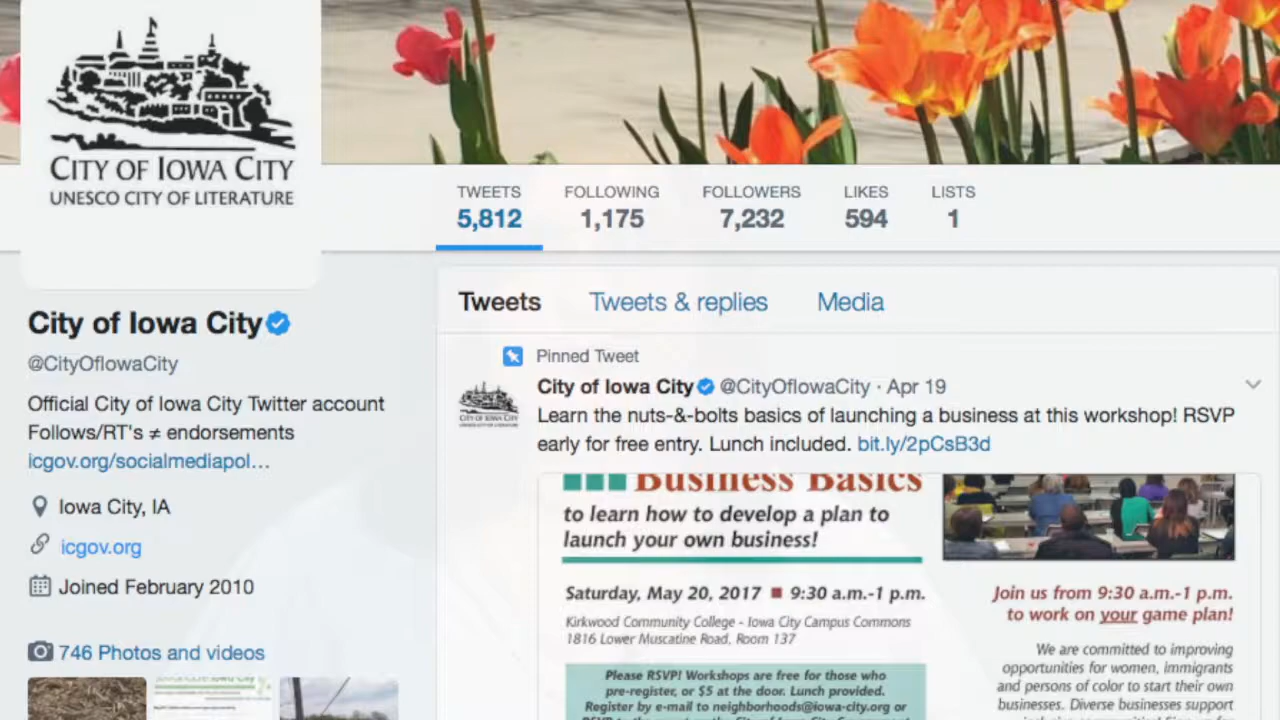 CITY OF IOWA CITY
UNESCO CITY OF LITERATURE
TWEETS FOLLOWING FOLLOWERS LIKES LISTS
5,812 1,175 7,232 594 1
City of Iowa City
@CityOfIowaCity
Official City of Iowa City Twitter account
Follows/RT's ≠ endorsements
icgov.org/socialmediapol…
Iowa City, IA
icgov.org
Joined February 2010
746 Photos and videos
Tweets Tweets & replies Media
Pinned Tweet
City of Iowa City @CityOfIowaCity · Apr 19
Learn the nuts-&-bolts basics of launching a business at this workshop! RSVP
early for free entry. Lunch included. bit.ly/2pCsB3d
CITY OF IOWA CITY
Business Basics
to learn how to develop a plan to
launch your own business!
Saturday, May 20, 2017 ■ 9:30 a.m.-1 p.m.
Kirkwood Community College - Iowa City Campus Commons
1816 Lower Muscatine Road, Room 137
Please RSVP! Workshops are free for those who
pre-register, or $5 at the door. Lunch provided.
Register by e-mail to neighborhoods@iowa-city.org or
Join us from 9:30 a.m.-1 p.m.
to work on your game plan!
We are committed to improving
opportunities for women, immigrants
and persons of color to start their own
businesses. Diverse businesses support